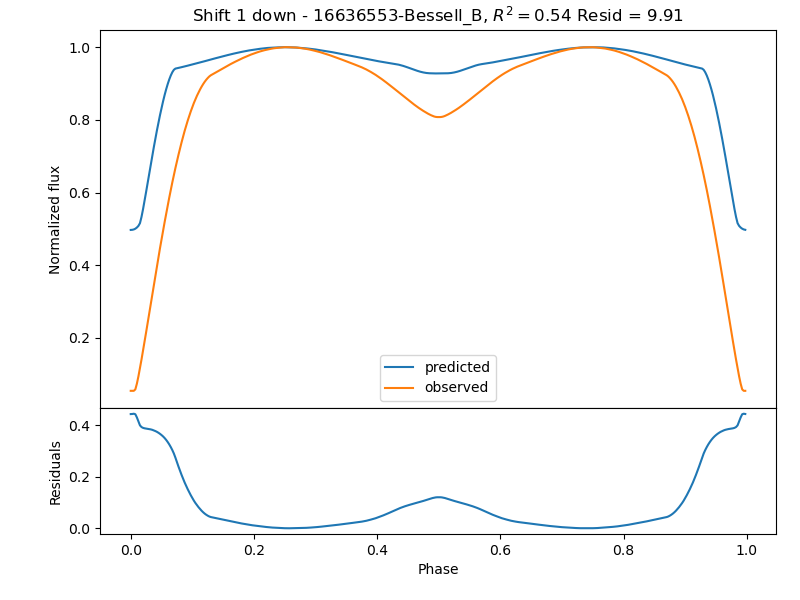 Shift 1 down - 16636553-Bessell_B, R² = 0.54 Resid = 9.91
Normalized flux
1.0
0.8
0.6
0.4
0.2
predicted
observed
Residuals
0.4
0.2
0.0
0.0 0.2 0.4 0.6 0.8 1.0
Phase